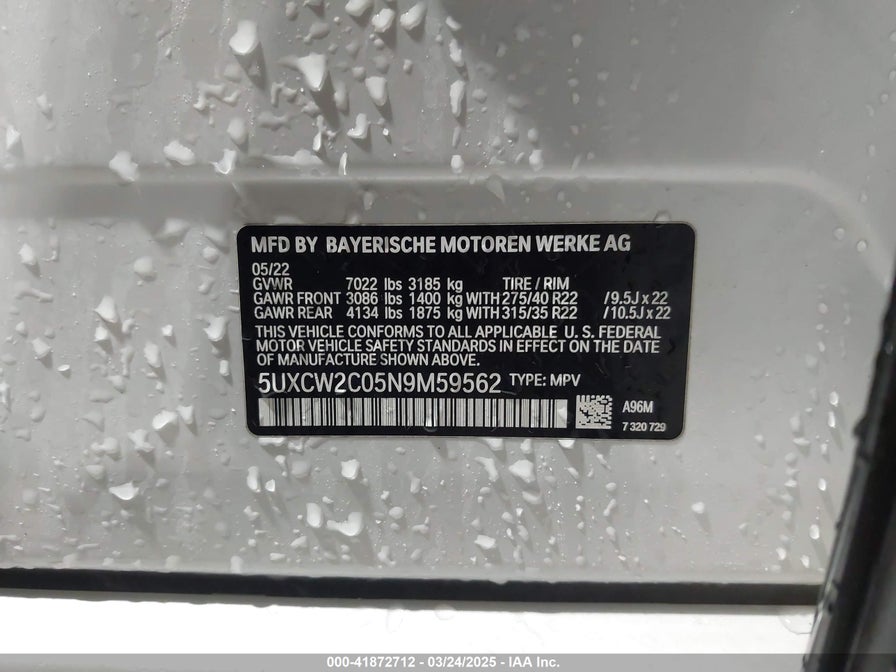 MFD BY BAYERISCHE MOTOREN WERKE AG
05/22
GVWR 7022 lbs 3185 kg TIRE / RIM
GAWR FRONT 3086 lbs 1400 kg WITH 275/40 R22 /9.5J x 22
GAWR REAR 4134 lbs 1875 kg WITH 315/35 R22 /10.5J x 22
THIS VEHICLE CONFORMS TO ALL APPLICABLE U. S. FEDERAL
MOTOR VEHICLE SAFETY STANDARDS IN EFFECT ON THE DATE
OF MANUFACTURE SHOWN ABOVE.
5UXCW2C05N9M59562 TYPE: MPV
A96M
7 320 729
000-41872712 - 03/24/2025 - IAA Inc.